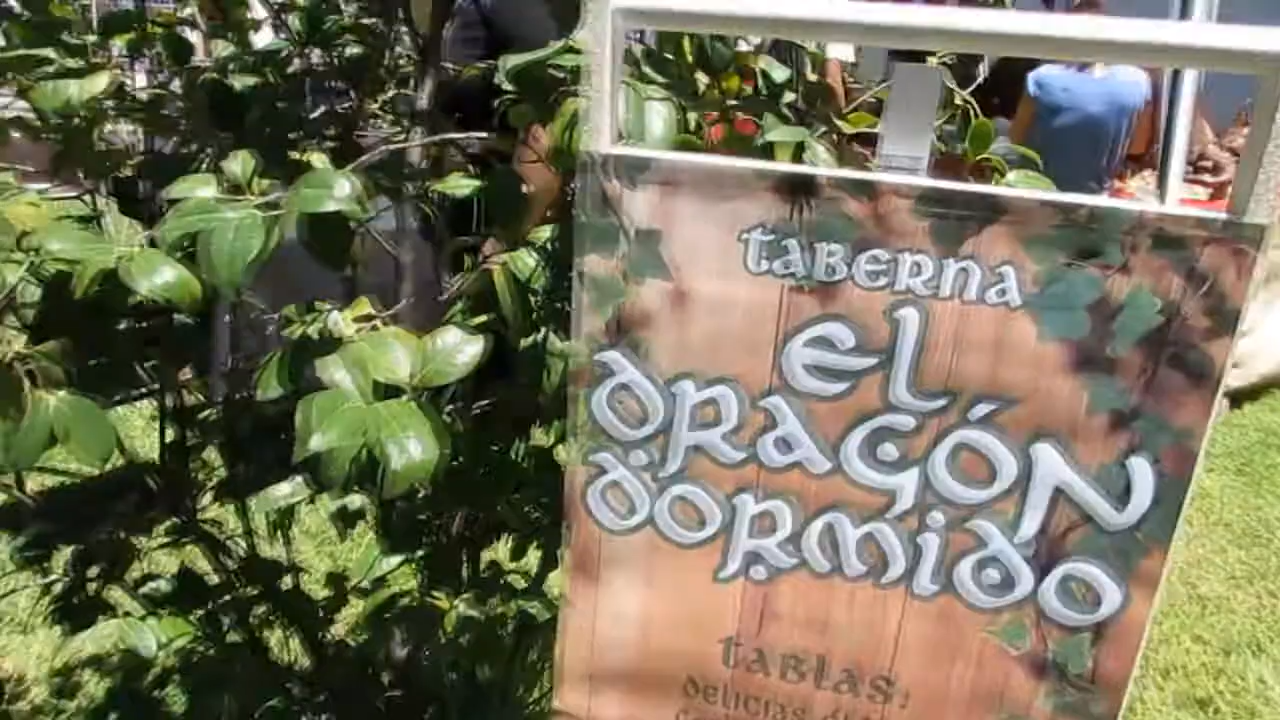 taberna
el
dragón
dormido
tablas:
delicias